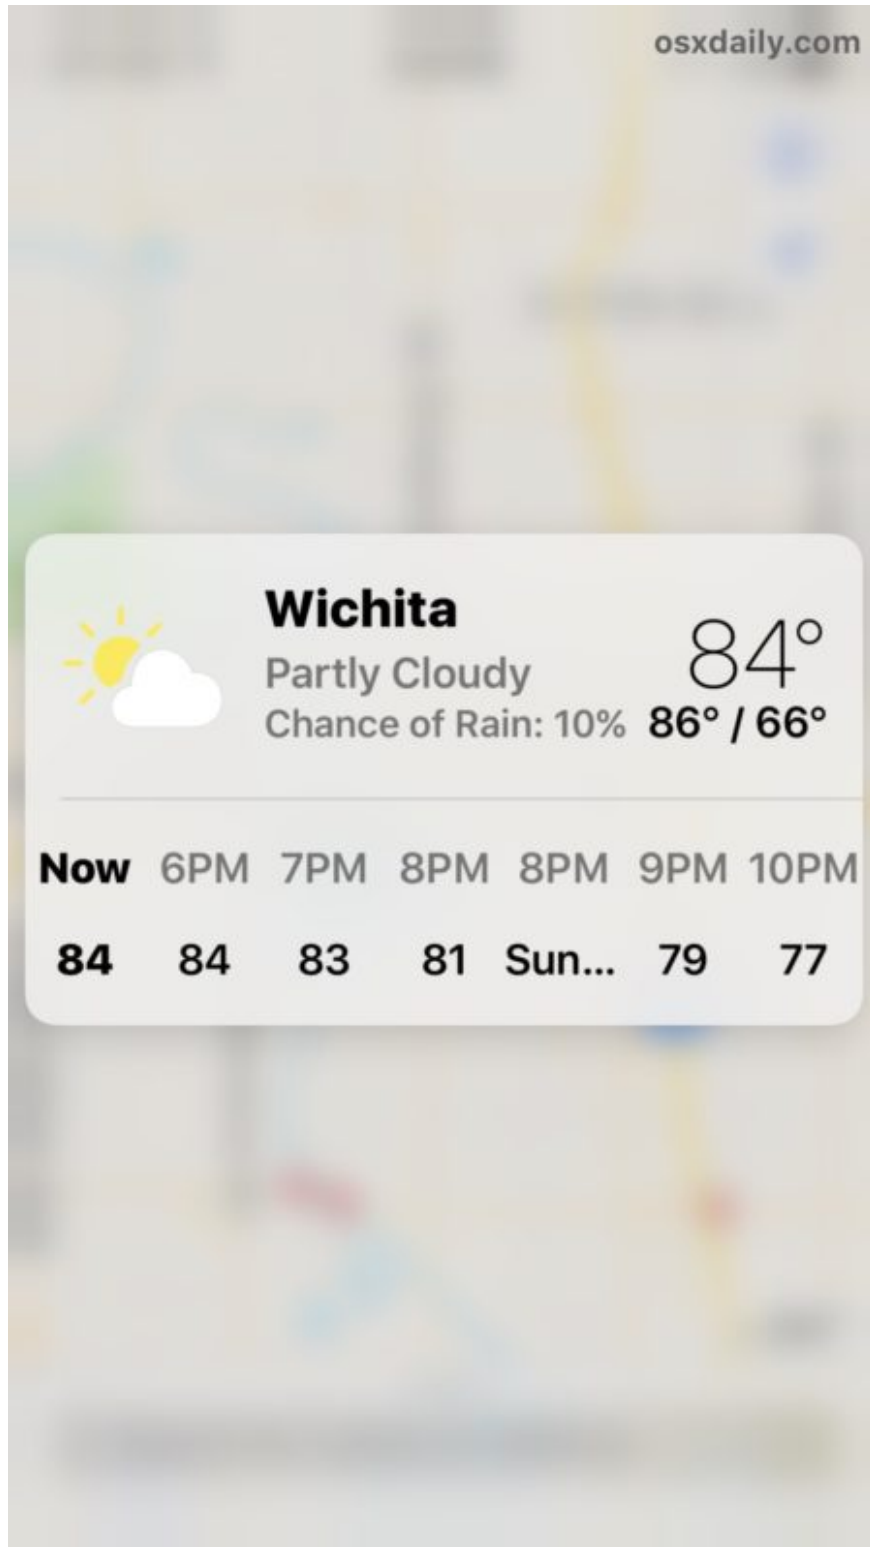 osxdaily.com
Wichita
84°
Partly Cloudy
Chance of Rain: 10% 86° / 66°
Now 6PM 7PM 8PM 8PM 9PM 10PM
84 84 83 81 Sun... 79 77